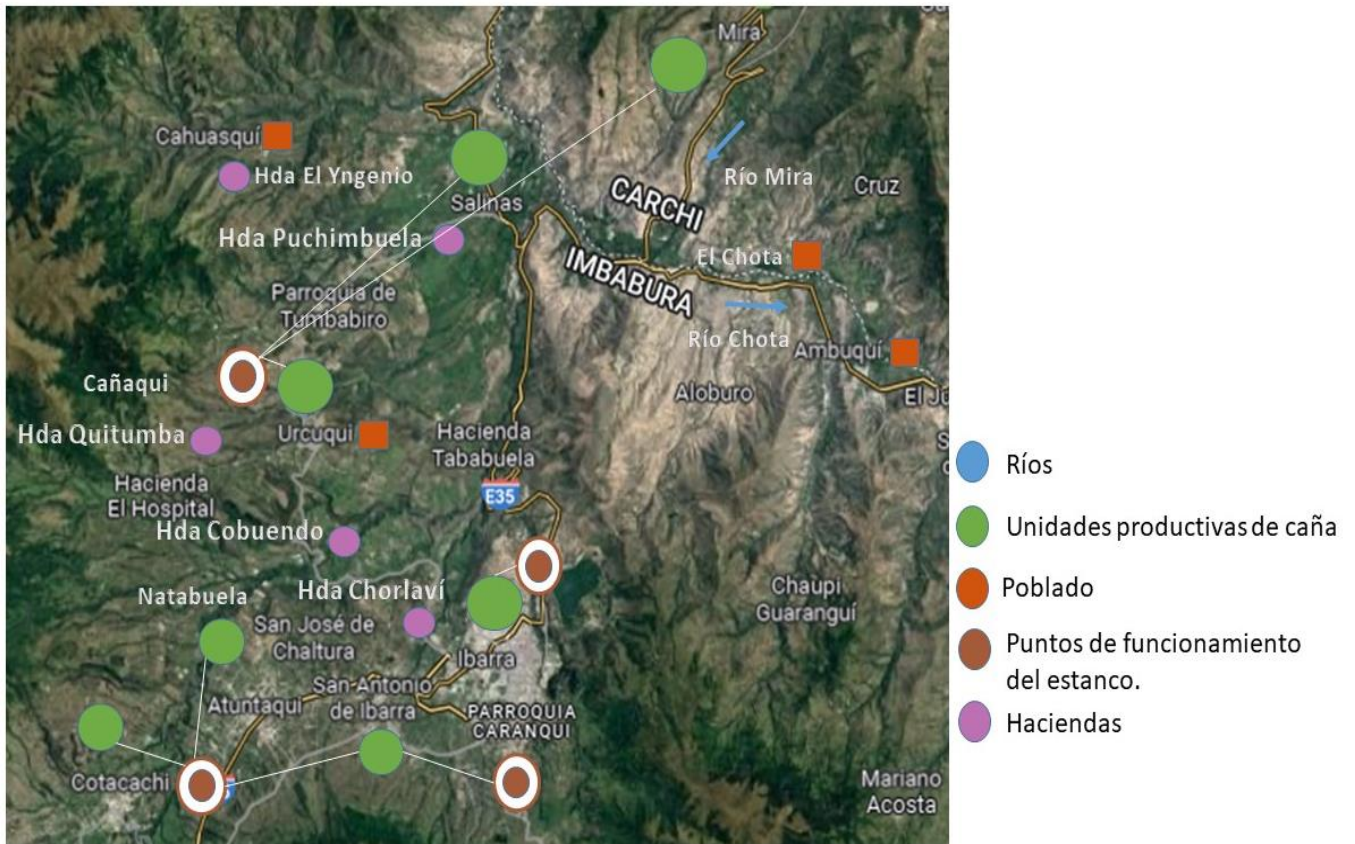 Mira
Cahuasquí
Hda El Yngenio
Río Mira
Cruz
CARCHI
Salinas
Hda Puchimbuela
El Chota
IMBABURA
Parroquia de
Tumbabiro
Río Chota
Ambuquí
Cañaqui
Aloburo
Hda Quitumba
Urcuqui
Hacienda
Tababuela
Hacienda
El Hospital
E35
Hda Cobuendo
Natabuela
Hda Chorlaví
Chaupi
Guaranguí
San José de
Chaltura
Ibarra
San Antonio
de Ibarra
Atuntaqui
PARROQUIA
CARANQUI
Cotacachi
Mariano
Acosta
Ríos
Unidades productivas de caña
Poblado
Puntos de funcionamiento
del estanco.
Haciendas